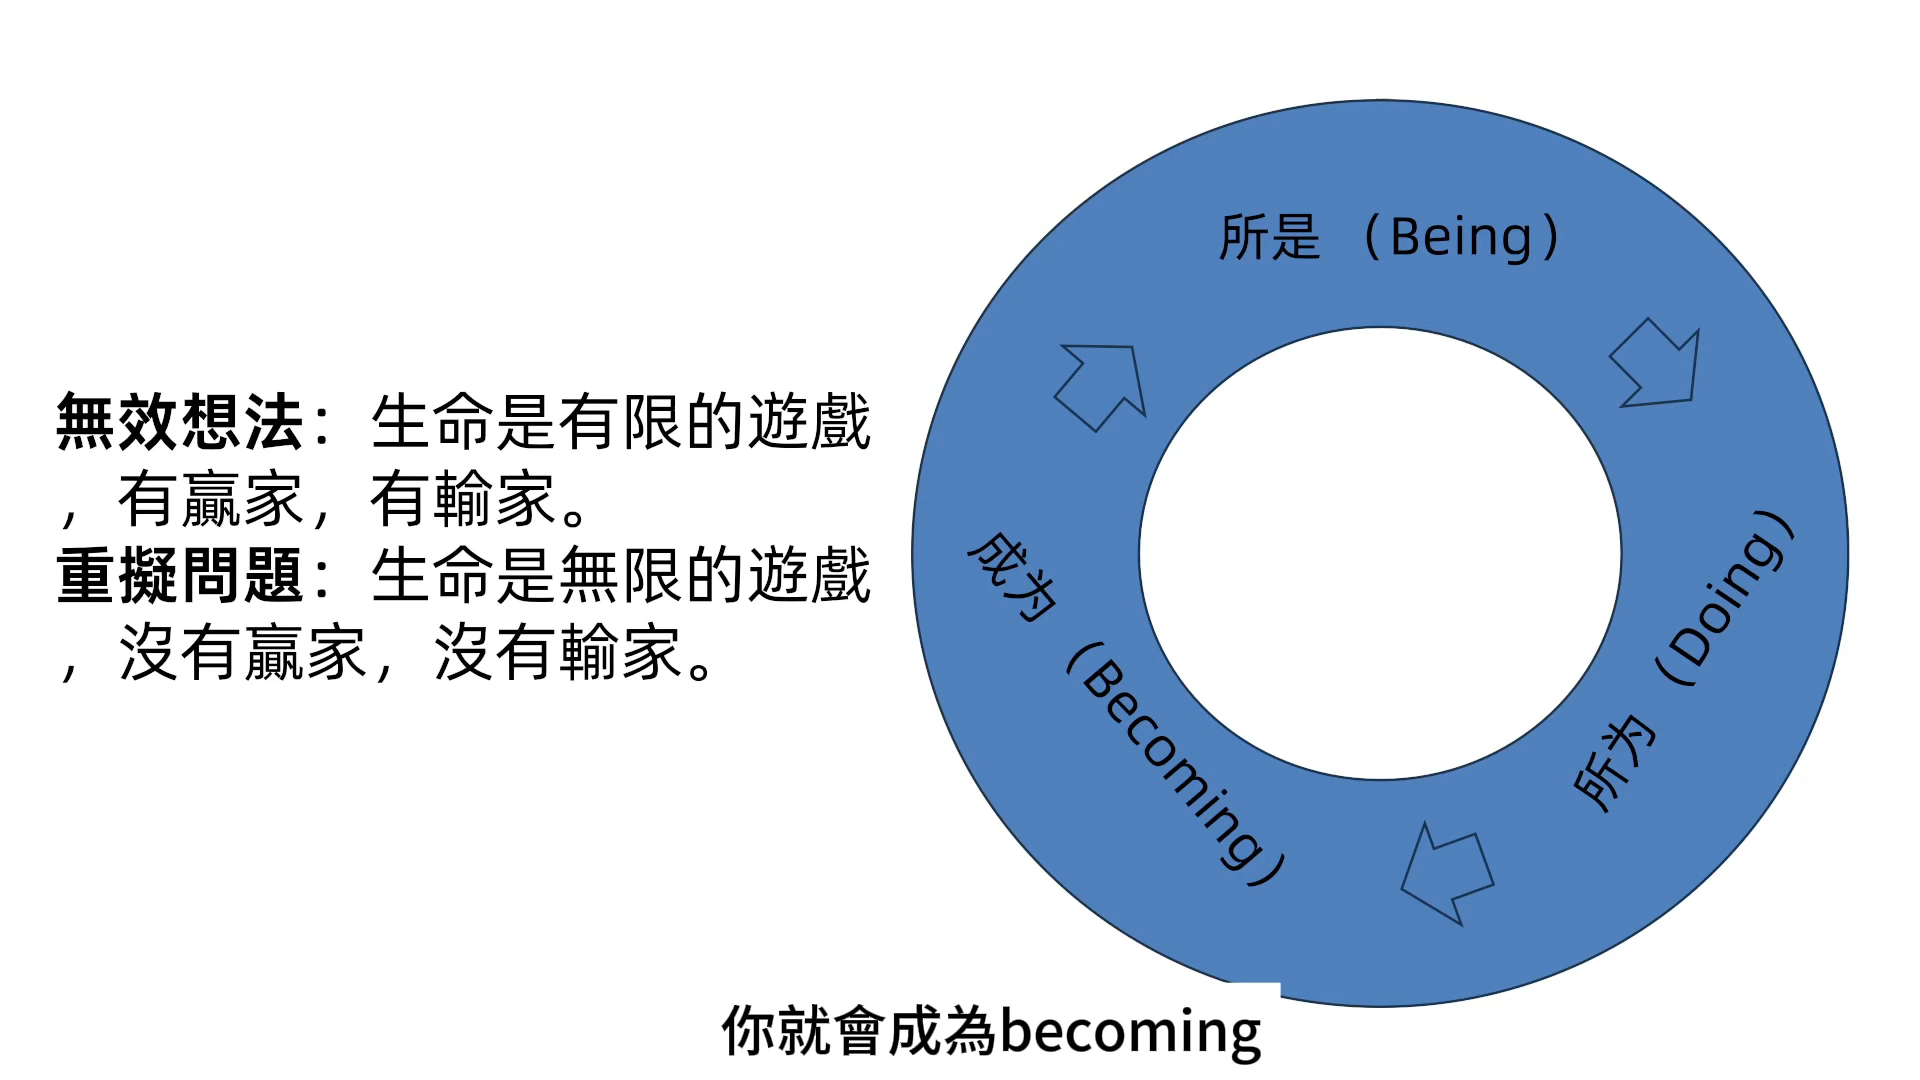 無效想法：生命是有限的遊戲
，有贏家，有輸家。
重擬問題：生命是無限的遊戲
，沒有贏家，沒有輸家。
所是（Being）
所为（Doing）
成为（Becoming）
你就會成為becoming